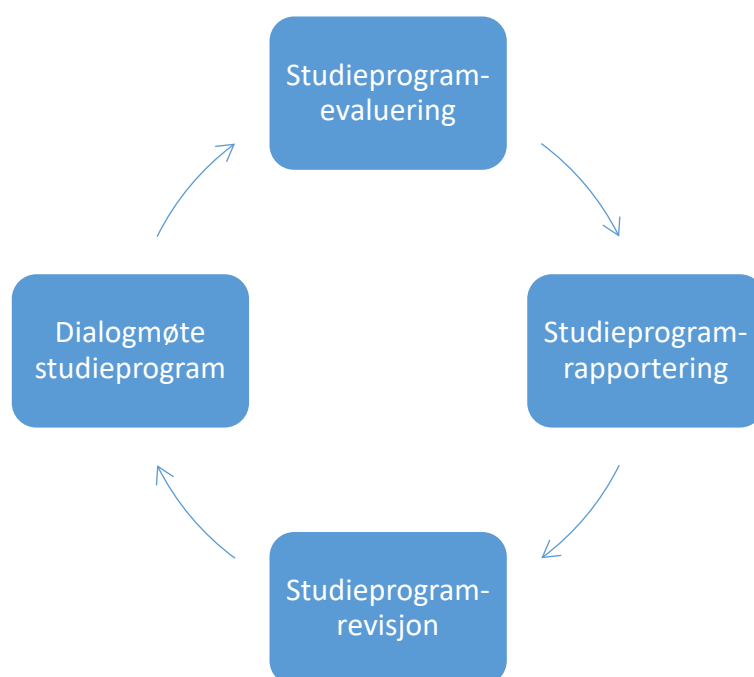 Studieprogram-
evaluering
Dialogmøte
studieprogram
Studieprogram-
rapportering
Studieprogram-
revisjon